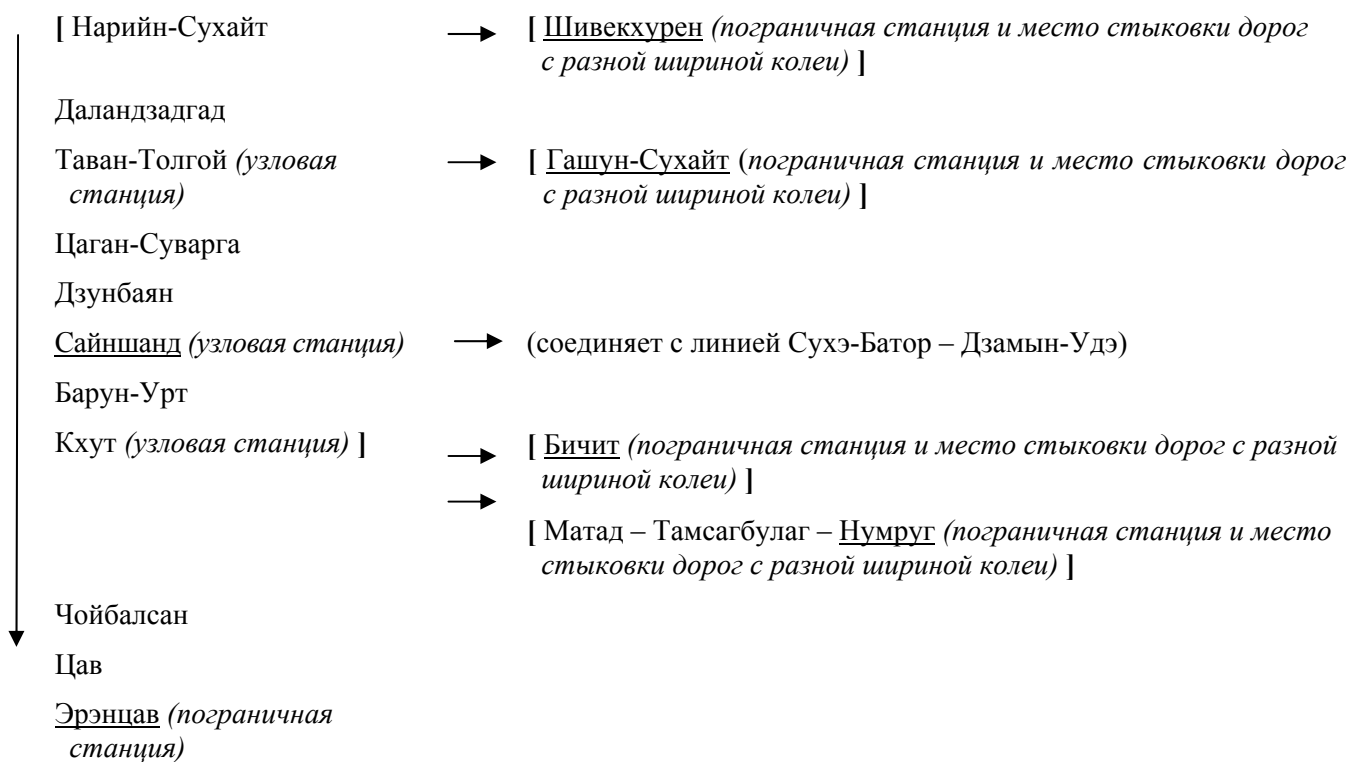 [ Нарийн-Сухайт
[ Шивекхурен (пограничная станция и место стыковки дорог
с разной шириной колеи) ]
Даландзадгад
Таван-Толгой (узловая
станция)
[ Гашун-Сухайт (пограничная станция и место стыковки дорог
с разной шириной колеи) ]
Цаган-Суварга
Дзунбаян
Сайншанд (узловая станция)
(соединяет с линией Сухэ-Батор – Дзамын-Удэ)
Барун-Урт
Кхут (узловая станция) ]
[ Бичит (пограничная станция и место стыковки дорог с разной
шириной колеи) ]
[ Матад – Тамсагбулаг – Нумруг (пограничная станция и место
стыковки дорог с разной шириной колеи) ]
Чойбалсан
Цав
Эрэнцав (пограничная
станция)